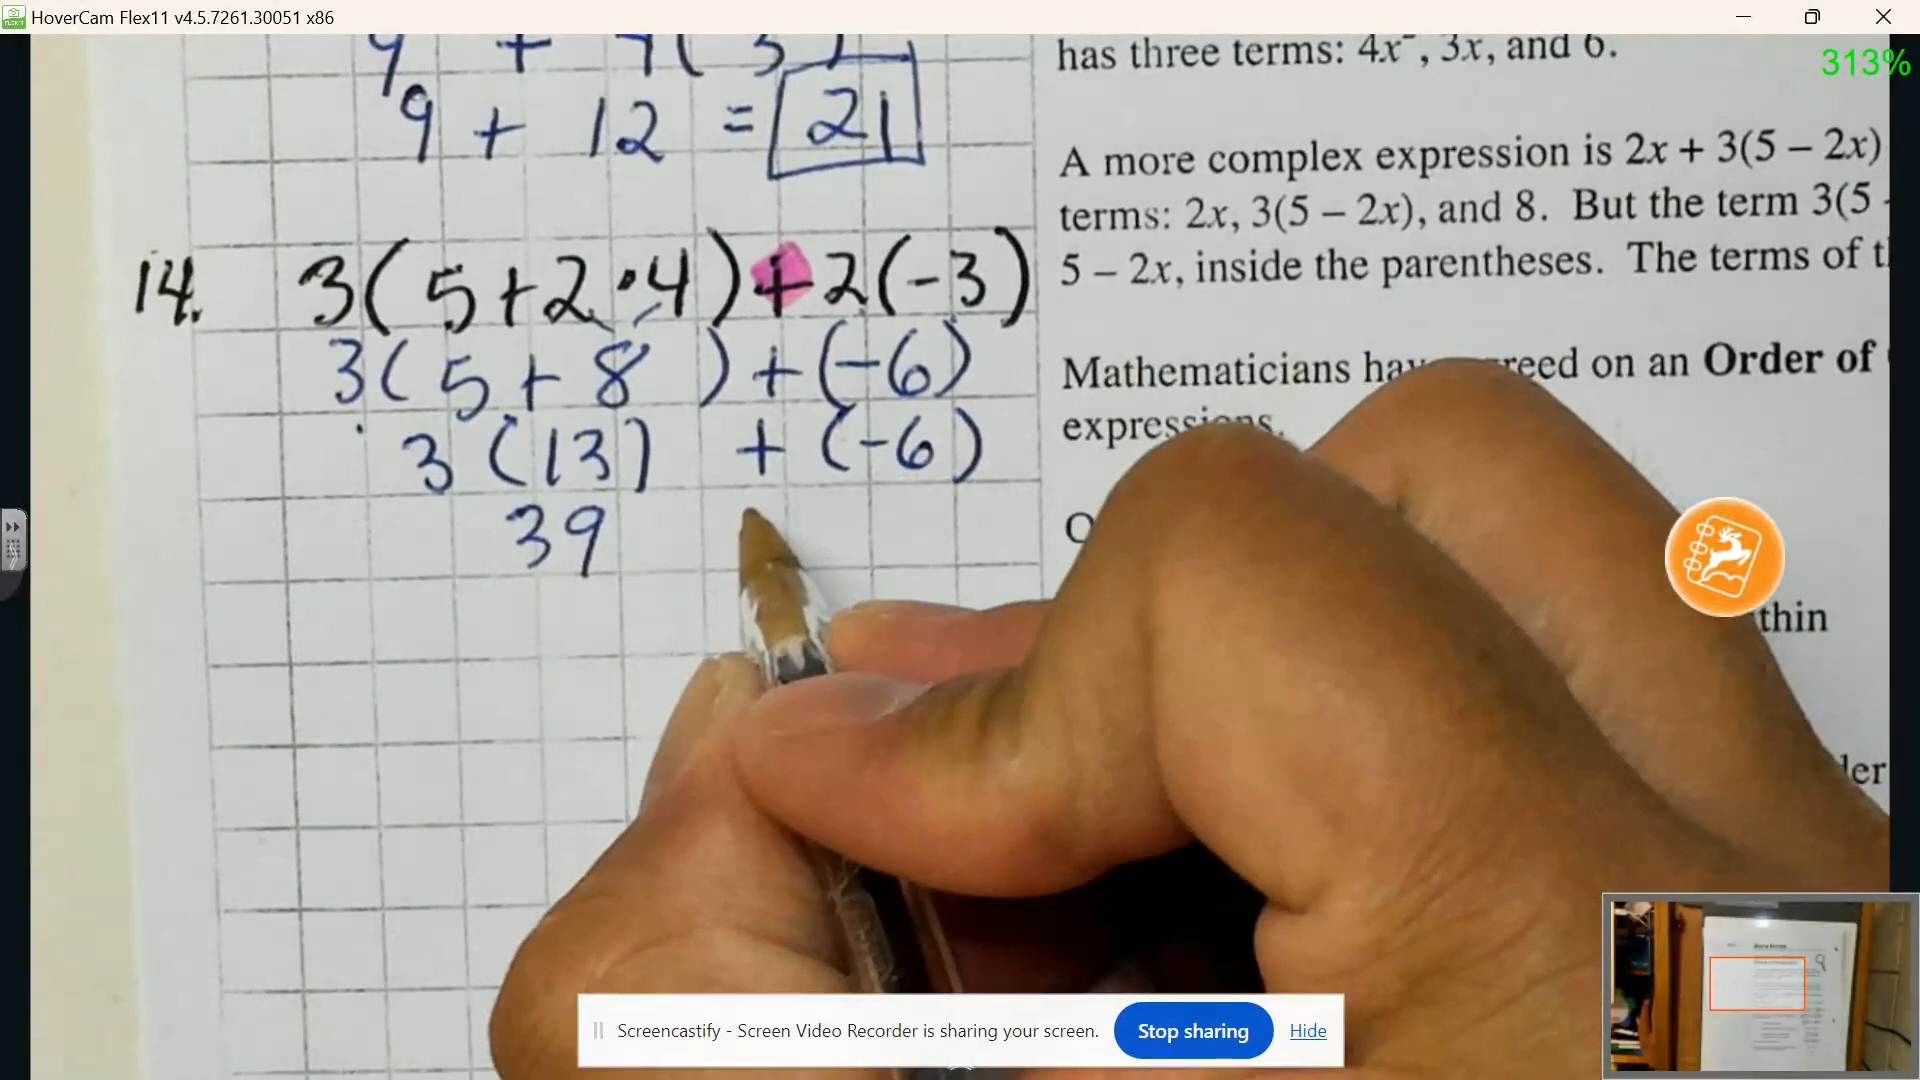 HoverCam Flex11 v4.5.7261.30051 x86
313%
9 + 12 = 21
14. 3(5+2•4)+2(-3)
3(5+8)+(-6)
3(13) + (-6)
39
has three terms: 4x², 3x, and 6.
A more complex expression is 2x + 3(5 – 2x)
terms: 2x, 3(5 – 2x), and 8. But the term 3(5 -
5 – 2x, inside the parentheses. The terms of
Mathematicians agreed on an Order of
expressions.
thin
Screencastify - Screen Video Recorder is sharing your screen.
Stop sharing
Hide